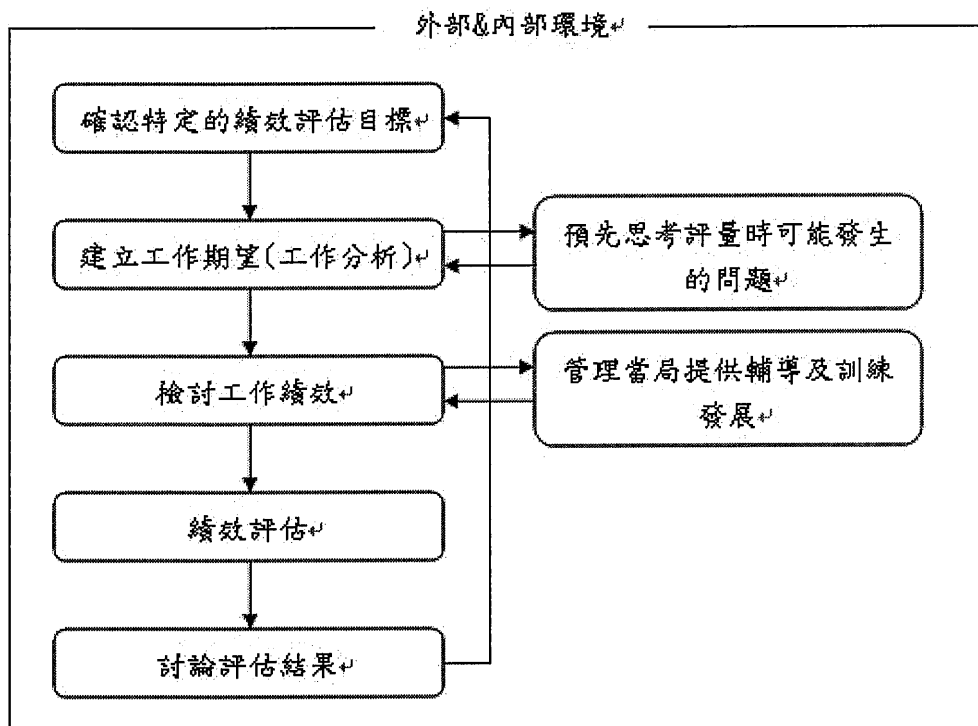 外部&內部環境
確認特定的績效評估目標
建立工作期望(工作分析)
預先思考評量時可能發生
的問題
檢討工作績效
管理當局提供輔導及訓練
發展
績效評估
討論評估結果